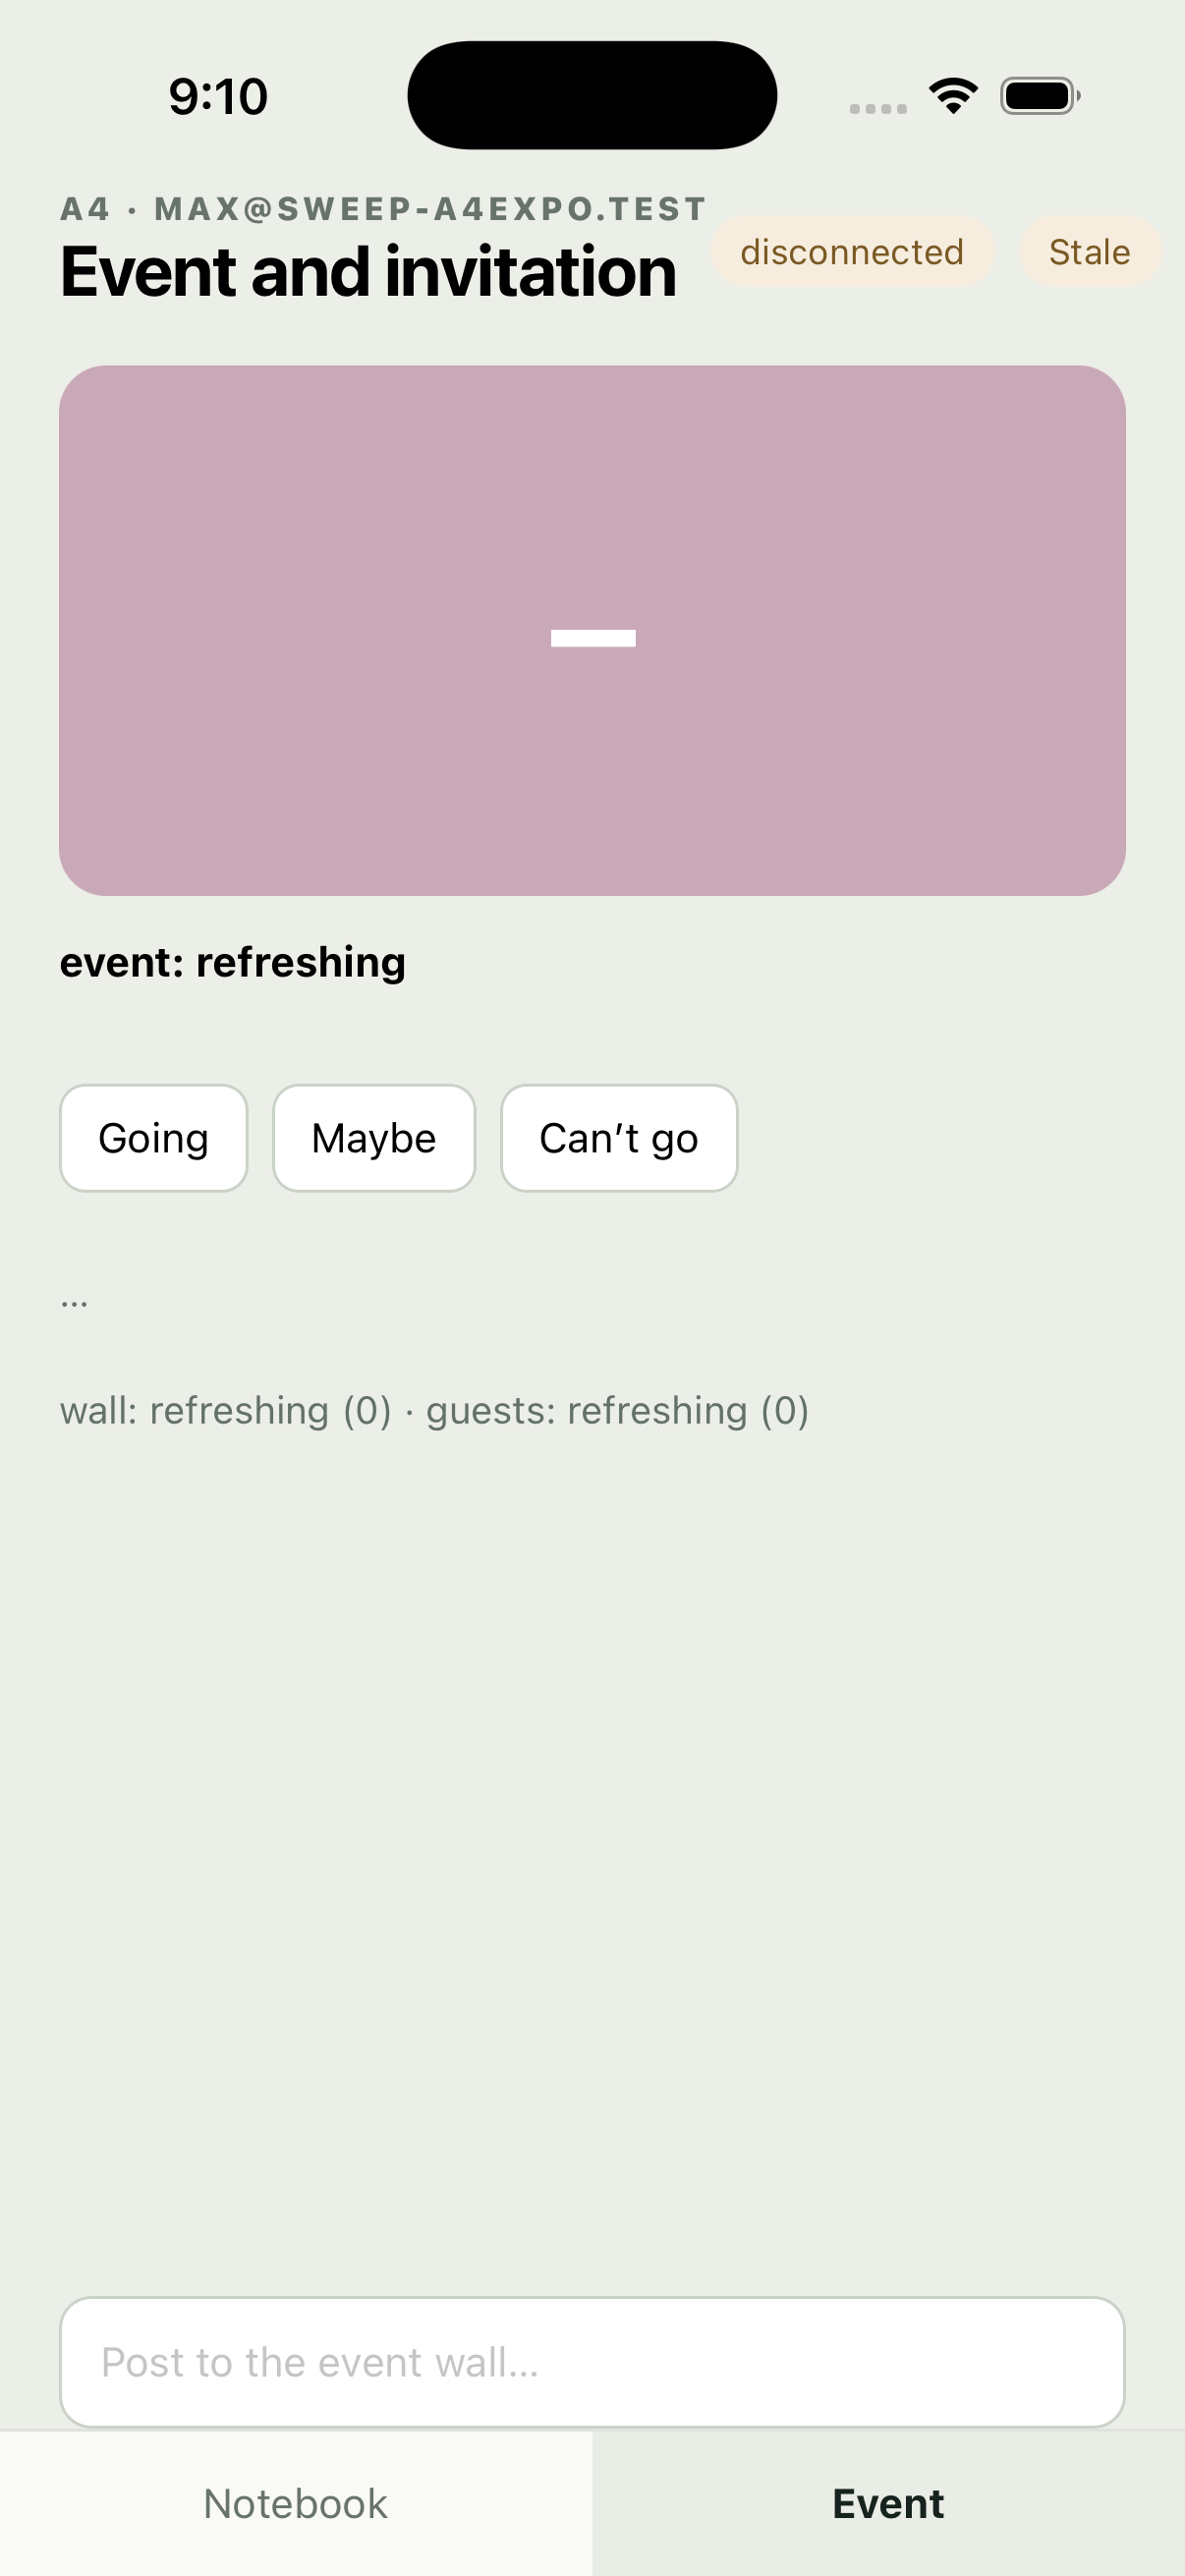 9:10
A4 · MAX@SWEEP-A4EXPO.TEST
Event and invitation
disconnected
Stale
–
event: refreshing
Going
Maybe
Can’t go
…
wall: refreshing (0) · guests: refreshing (0)
Post to the event wall…
Notebook
Event